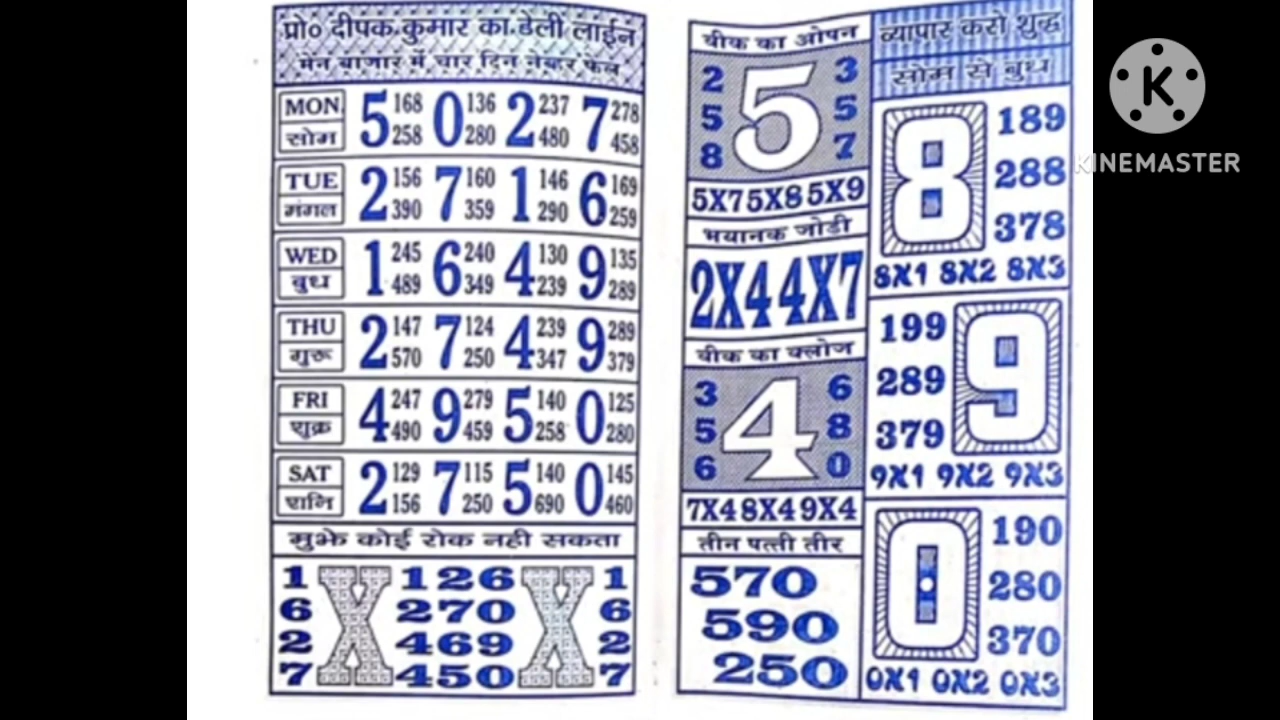 प्रो० दीपक कुमार का डेली लाईन
मेन बाजार में चार दिन नेव्हर फेल
MON सोम 5 168 258 0 136 280 2 237 480 7 278 458
TUE मंगल 2 156 390 7 160 359 1 146 290 6 169 259
WED बुध 1 245 489 6 240 349 4 130 239 9 135 289
THU गुरू 2 147 570 7 124 250 4 239 347 9 289 379
FRI शुक्र 4 247 490 9 279 459 5 140 258 0 125 280
SAT शनि 2 129 156 7 115 250 5 140 690 0 145 460
मुझे कोई रोक नही सकता
1 X 126 X 1
6 270 6
2 469 2
7 450 7
वीक का ओपन
2 5 3
5 5
8 7
5X7 5X8 5X9
भयानक जोडी
2X4 4X7
वीक का क्लोज
3 4 6
5 8
6 0
7X4 8X4 9X4
तीन पत्ती तीर
570
590
250
व्यापार करो शुद्ध
सोम से बुध
8 189
288
378
8X1 8X2 8X3
199 9
289
379
9X1 9X2 9X3
0 190
280
370
0X1 0X2 0X3
K
KINEMASTER